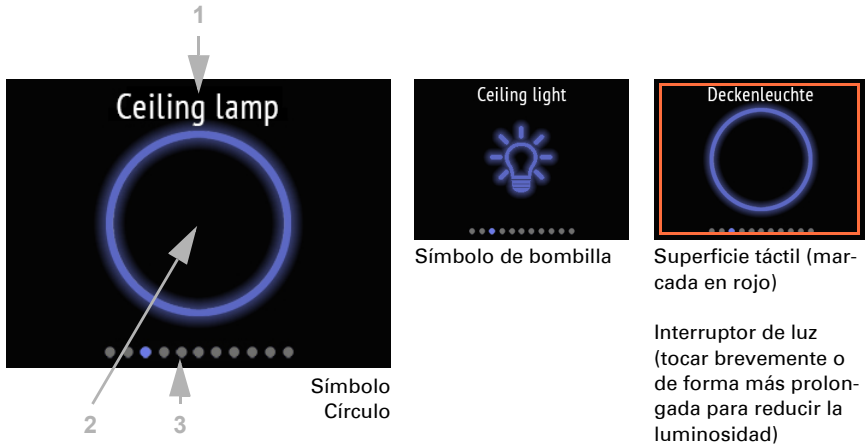 1
Ceiling lamp
2
3
Símbolo
Círculo
Ceiling light
Símbolo de bombilla
Deckenleuchte
Superficie táctil (mar-
cada en rojo)
Interruptor de luz
(tocar brevemente o
de forma más prolon-
gada para reducir la
luminosidad)